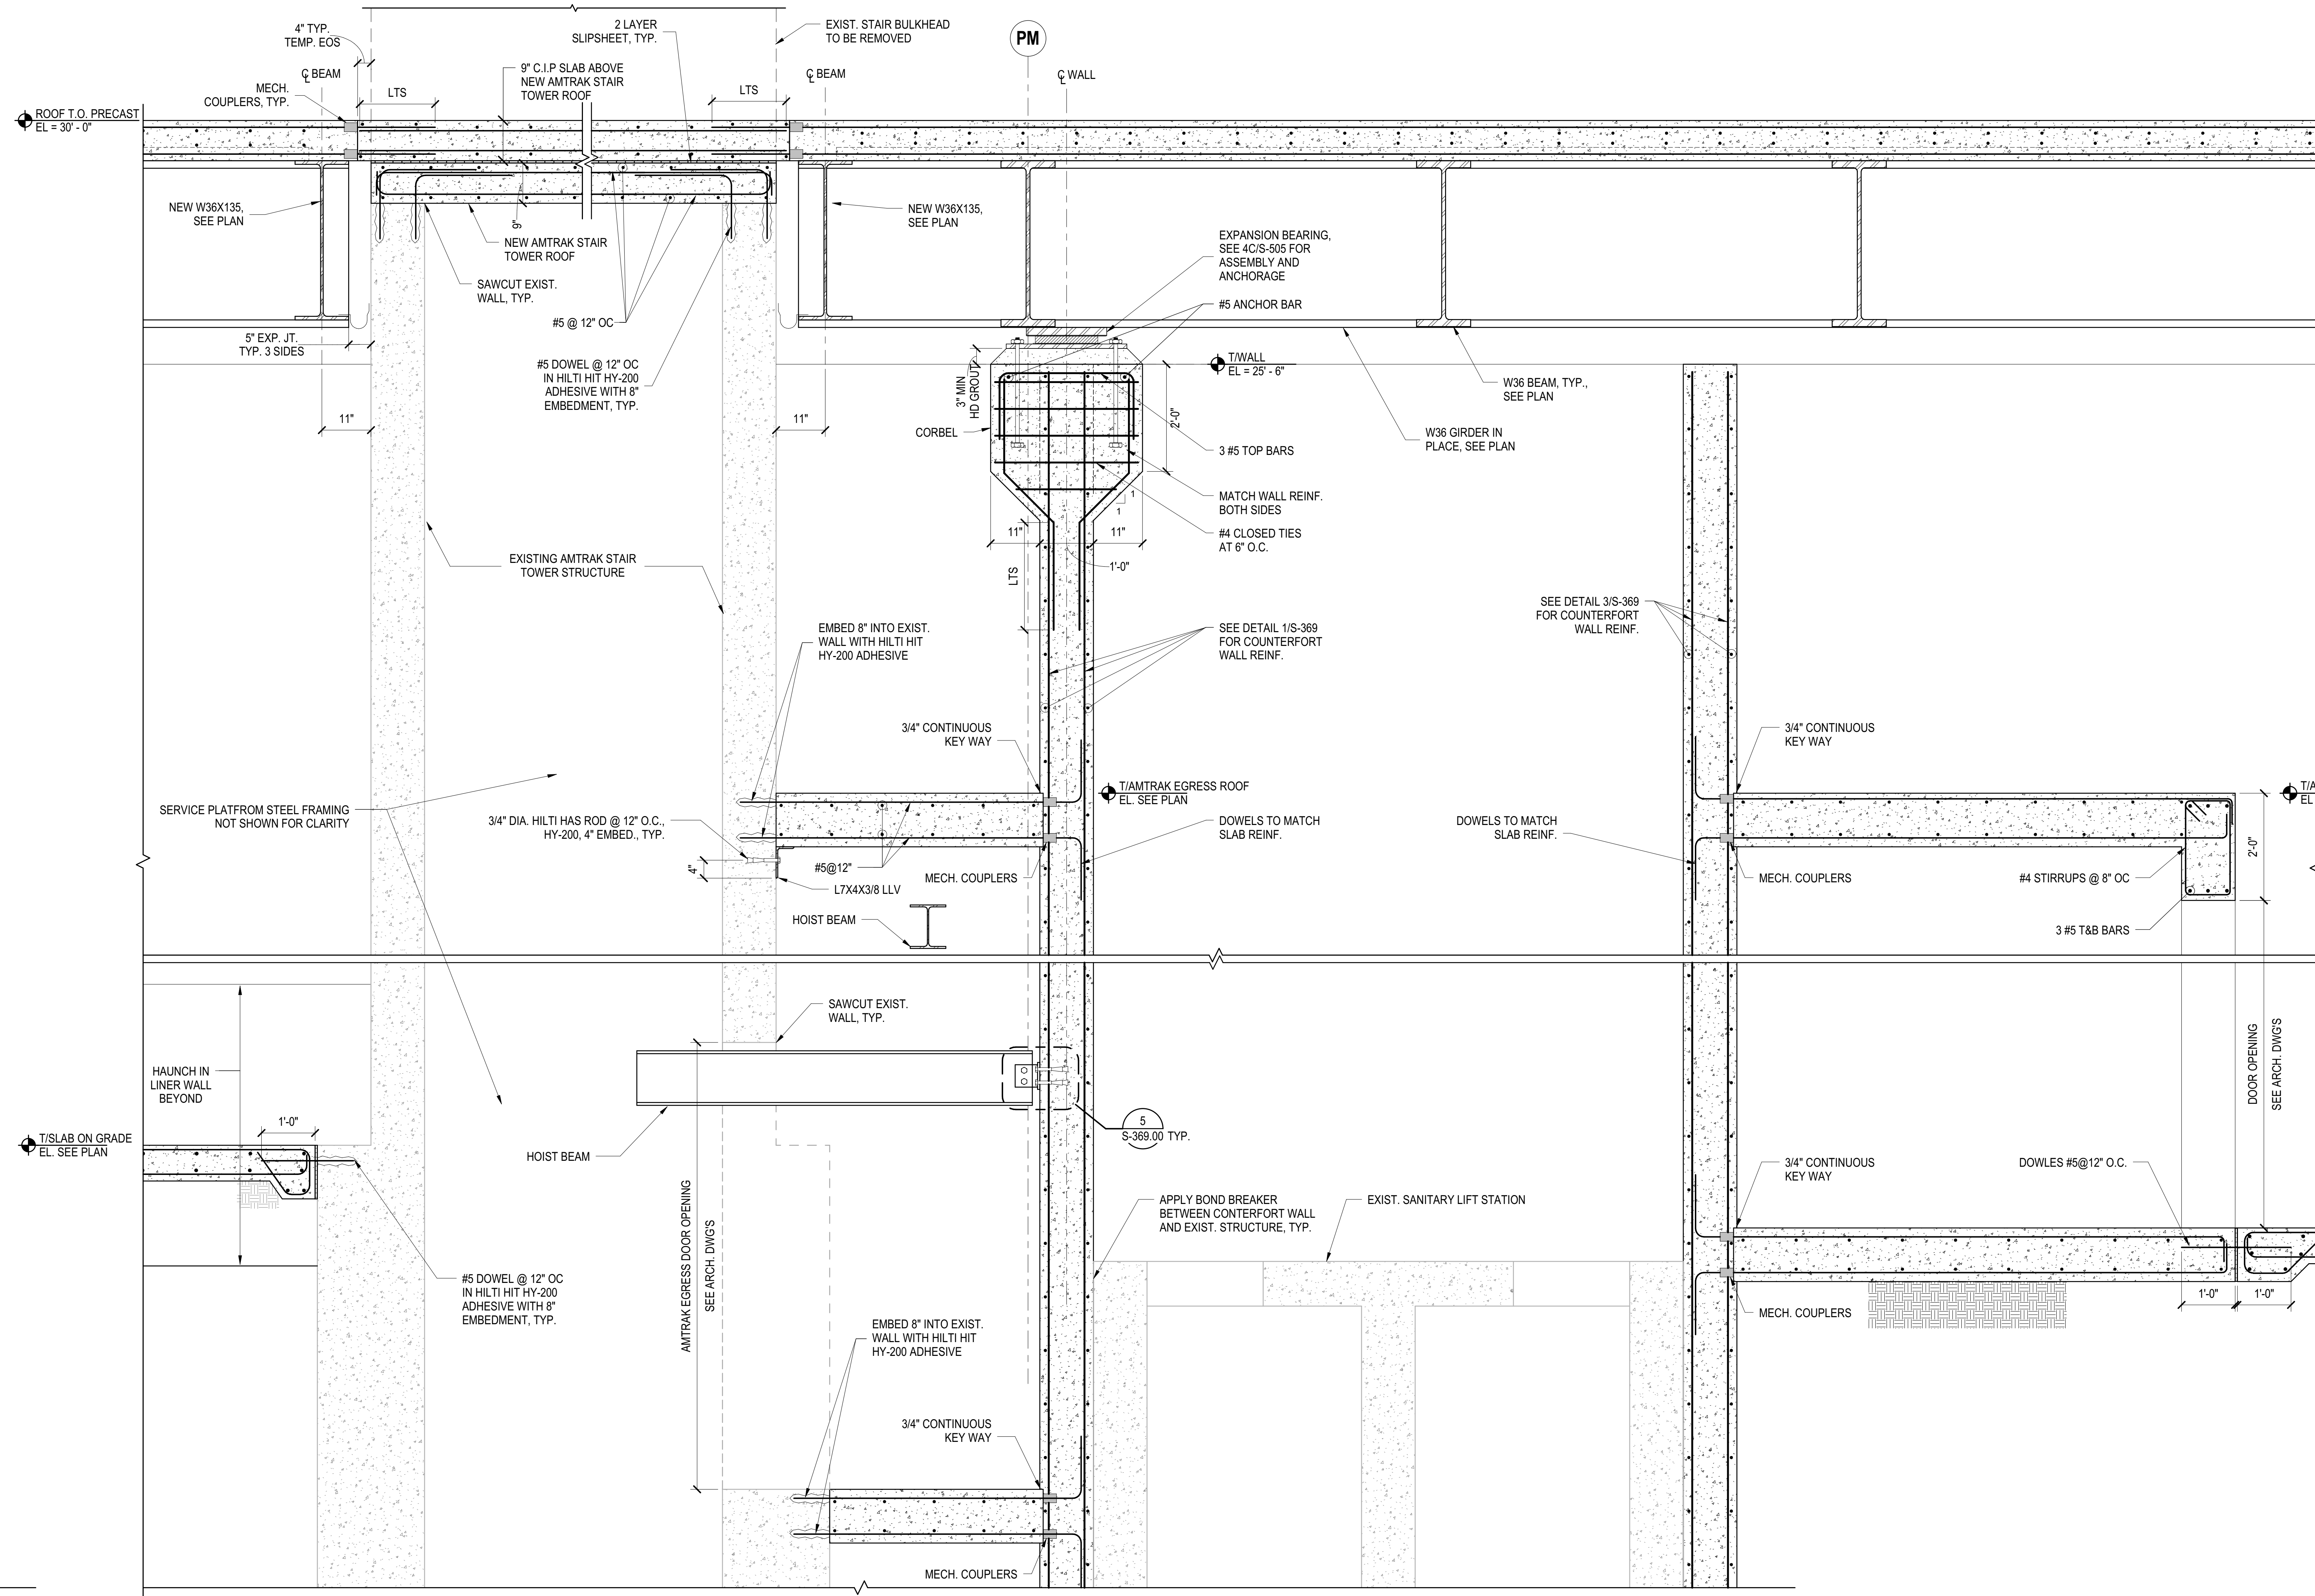 4" TYP.
TEMP. EOS
2 LAYER
SLIPSHEET, TYP.
EXIST. STAIR BULKHEAD
TO BE REMOVED
PM
℄ BEAM
9" C.I.P SLAB ABOVE
NEW AMTRAK STAIR
TOWER ROOF
℄ BEAM
℄ WALL
MECH.
COUPLERS, TYP.
LTS
LTS
ROOF T.O. PRECAST
EL = 30' - 0"
NEW W36X135,
SEE PLAN
9"
NEW AMTRAK STAIR
TOWER ROOF
NEW W36X135,
SEE PLAN
EXPANSION BEARING,
SEE 4C/S-505 FOR
ASSEMBLY AND
ANCHORAGE
SAWCUT EXIST.
WALL, TYP.
#5 ANCHOR BAR
#5 @ 12" OC
5" EXP. JT.
TYP. 3 SIDES
#5 DOWEL @ 12" OC
IN HILTI HIT HY-200
ADHESIVE WITH 8"
EMBEDMENT, TYP.
3" MIN
HD GROUT
T/WALL
EL = 25' - 6"
W36 BEAM, TYP.,
SEE PLAN
11"
11"
CORBEL
2'-0"
W36 GIRDER IN
PLACE, SEE PLAN
3 #5 TOP BARS
MATCH WALL REINF.
BOTH SIDES
1
1
#4 CLOSED TIES
AT 6" O.C.
11"
11"
1'-0"
LTS
EXISTING AMTRAK STAIR
TOWER STRUCTURE
EMBED 8" INTO EXIST.
WALL WITH HILTI HIT
HY-200 ADHESIVE
SEE DETAIL 1/S-369
FOR COUNTERFORT
WALL REINF.
SEE DETAIL 3/S-369
FOR COUNTERFORT
WALL REINF.
3/4" CONTINUOUS
KEY WAY
3/4" CONTINUOUS
KEY WAY
T/AMTRAK EGRESS ROOF
EL. SEE PLAN
T/A
EL
SERVICE PLATFROM STEEL FRAMING
NOT SHOWN FOR CLARITY
3/4" DIA. HILTI HAS ROD @ 12" O.C.,
HY-200, 4" EMBED., TYP.
DOWELS TO MATCH
SLAB REINF.
DOWELS TO MATCH
SLAB REINF.
4"
#5@12"
MECH. COUPLERS
L7X4X3/8 LLV
MECH. COUPLERS
#4 STIRRUPS @ 8" OC
2'-0"
HOIST BEAM
3 #5 T&B BARS
SAWCUT EXIST.
WALL, TYP.
HAUNCH IN
LINER WALL
BEYOND
DOOR OPENING
SEE ARCH. DWG'S
1'-0"
T/SLAB ON GRADE
EL. SEE PLAN
5
S-369.00 TYP.
HOIST BEAM
3/4" CONTINUOUS
KEY WAY
DOWLES #5@12" O.C.
AMTRAK EGRESS DOOR OPENING
SEE ARCH. DWG'S
APPLY BOND BREAKER
BETWEEN CONTERFORT WALL
AND EXIST. STRUCTURE, TYP.
EXIST. SANITARY LIFT STATION
#5 DOWEL @ 12" OC
IN HILTI HIT HY-200
ADHESIVE WITH 8"
EMBEDMENT, TYP.
1'-0"
1'-0"
MECH. COUPLERS
EMBED 8" INTO EXIST.
WALL WITH HILTI HIT
HY-200 ADHESIVE
3/4" CONTINUOUS
KEY WAY
MECH. COUPLERS